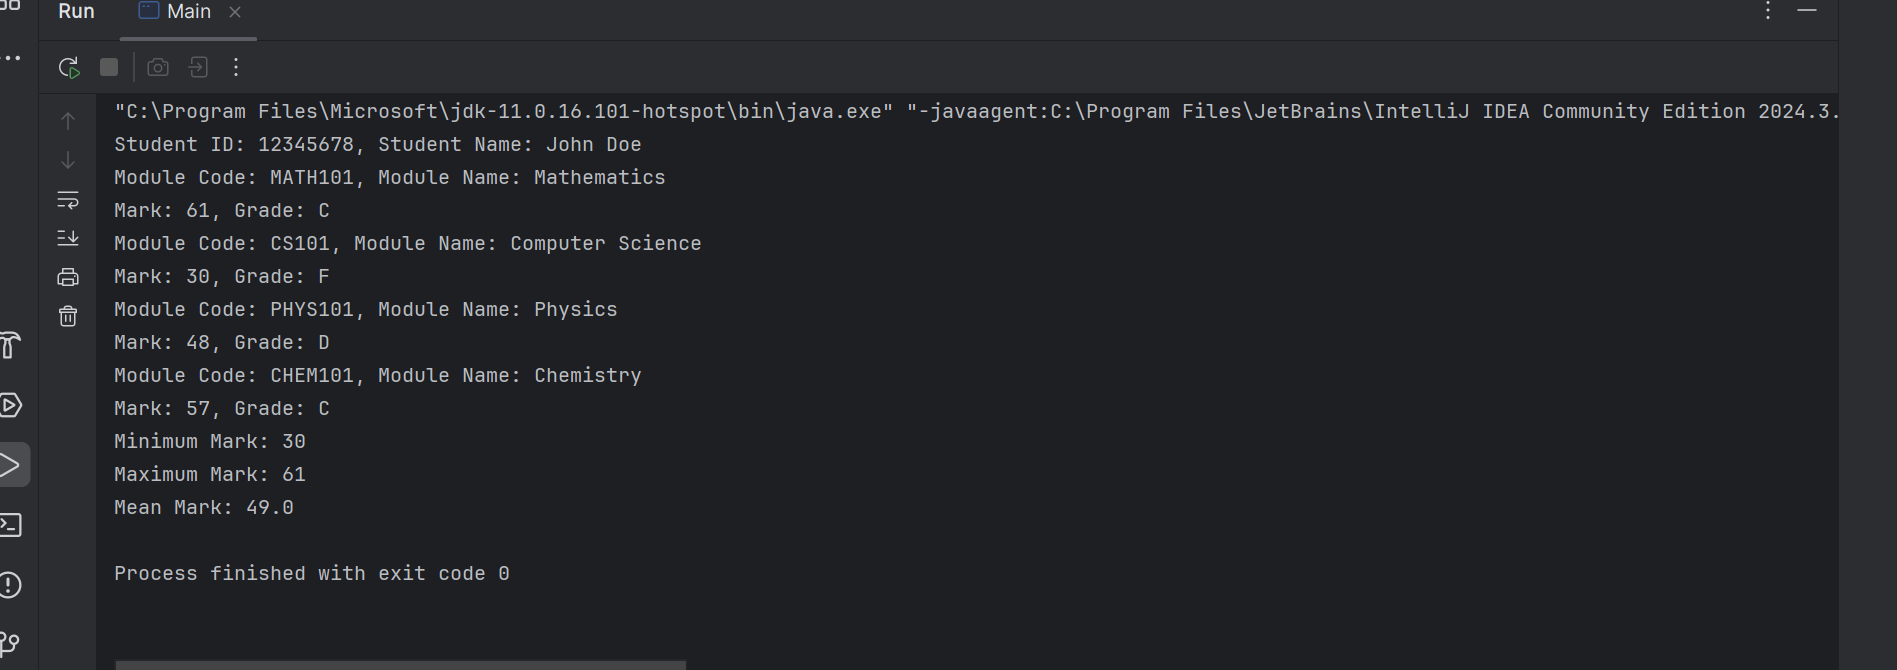 Run Main
"C:\Program Files\Microsoft\jdk-11.0.16.101-hotspot\bin\java.exe" "-javaagent:C:\Program Files\JetBrains\IntelliJ IDEA Community Edition 2024.3.
Student ID: 12345678, Student Name: John Doe
Module Code: MATH101, Module Name: Mathematics
Mark: 61, Grade: C
Module Code: CS101, Module Name: Computer Science
Mark: 30, Grade: F
Module Code: PHYS101, Module Name: Physics
Mark: 48, Grade: D
Module Code: CHEM101, Module Name: Chemistry
Mark: 57, Grade: C
Minimum Mark: 30
Maximum Mark: 61
Mean Mark: 49.0
Process finished with exit code 0